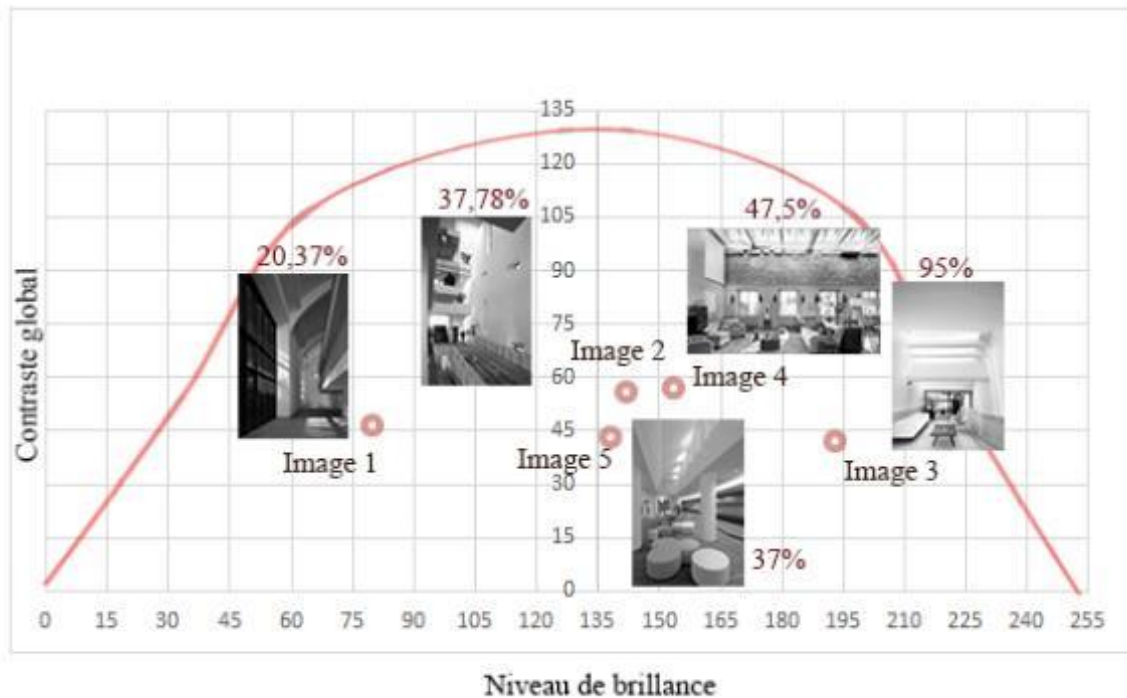 135
120
37,78%
47,5%
105
20,37%
95%
90
75
Image 2
Image 4
60
45
Image 1
Image 5
Image 3
30
15
37%
0
0 15 30 45 60 75 90 105 120 135 150 165 180 195 210 225 240 255
Contraste global
Niveau de brillance